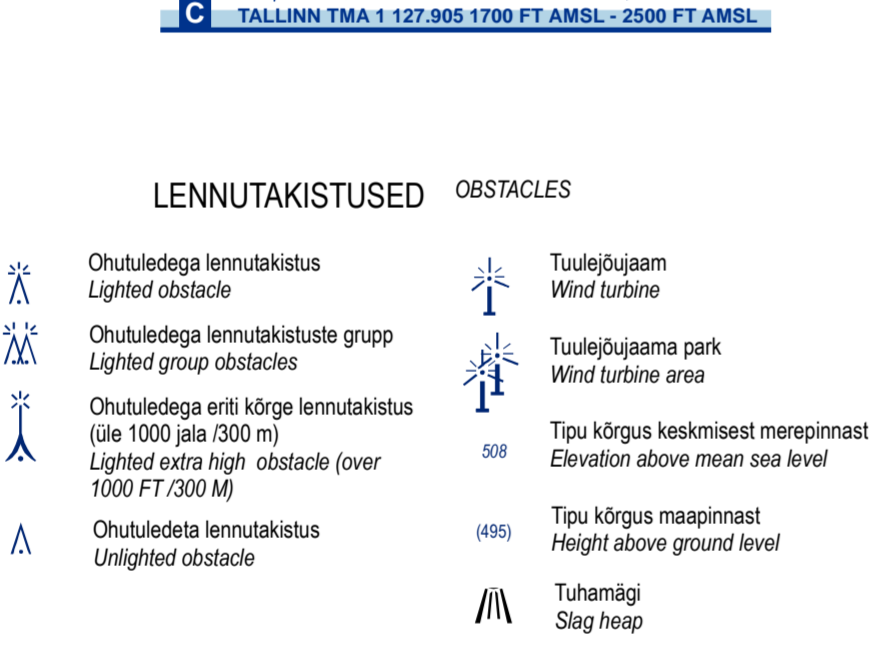 C
TALLINN TMA 1 127.905 1700 FT AMSL - 2500 FT AMSL
LENNUTAKISTUSED OBSTACLES
Ohutuledega lennutakistus
Lighted obstacle
Ohutuledega lennutakistuste grupp
Lighted group obstacles
Ohutuledega eriti kõrge lennutakistus
(üle 1000 jala /300 m)
Lighted extra high obstacle (over
1000 FT /300 M)
Ohutuledeta lennutakistus
Unlighted obstacle
Tuulejõujaam
Wind turbine
Tuulejõujaama park
Wind turbine area
508
Tipu kõrgus keskmisest merepinnast
Elevation above mean sea level
(495)
Tipu kõrgus maapinnast
Height above ground level
Tuhamägi
Slag heap